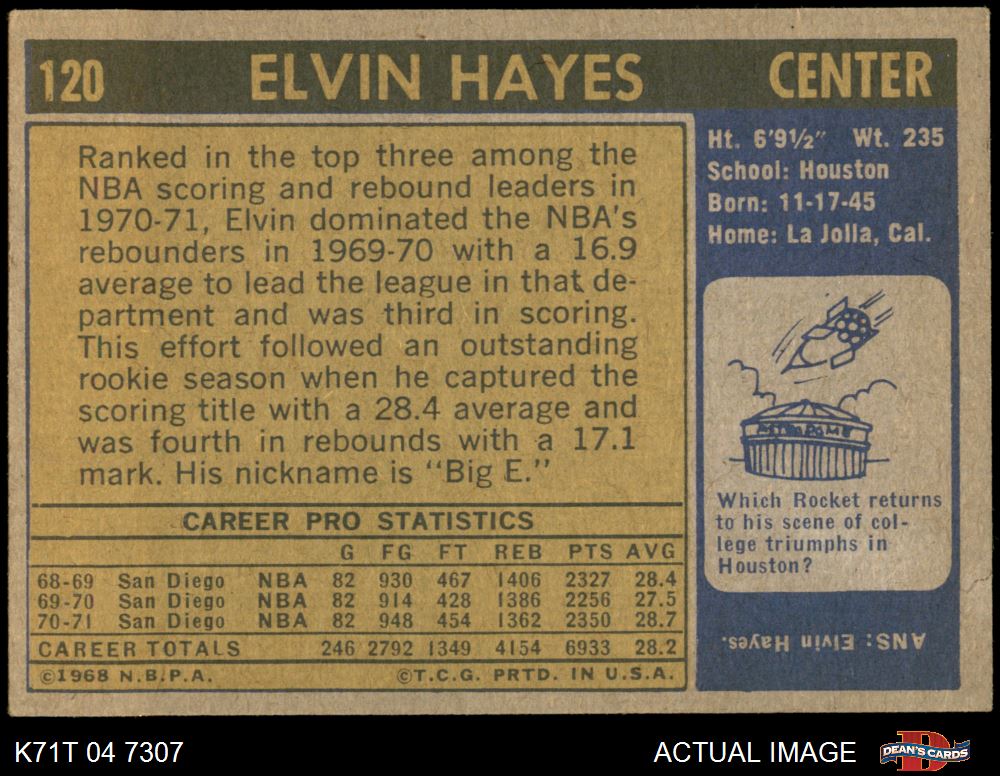 120 ELVIN HAYES CENTER
Ranked in the top three among the
NBA scoring and rebound leaders in
1970-71, Elvin dominated the NBA's
rebounders in 1969-70 with a 16.9
average to lead the league in that de-
partment and was third in scoring.
This effort followed an outstanding
rookie season when he captured the
scoring title with a 28.4 average and
was fourth in rebounds with a 17.1
mark. His nickname is "Big E."
CAREER PRO STATISTICS
G FG FT REB PTS AVG
68-69 San Diego NBA 82 930 467 1406 2327 28.4
69-70 San Diego NBA 82 914 428 1386 2256 27.5
70-71 San Diego NBA 82 948 454 1362 2350 28.7
CAREER TOTALS 246 2792 1349 4154 6933 28.2
©1968 N.B.P.A. ©T.C.G. PRTD. IN U.S.A.
Ht. 6'9½" Wt. 235
School: Houston
Born: 11-17-45
Home: La Jolla, Cal.
ASTRODOME
Which Rocket returns
to his scene of col-
lege triumphs in
Houston?
ANS: Elvin Hayes.
K71T 04 7307 ACTUAL IMAGE
D
DEAN'S CARDS